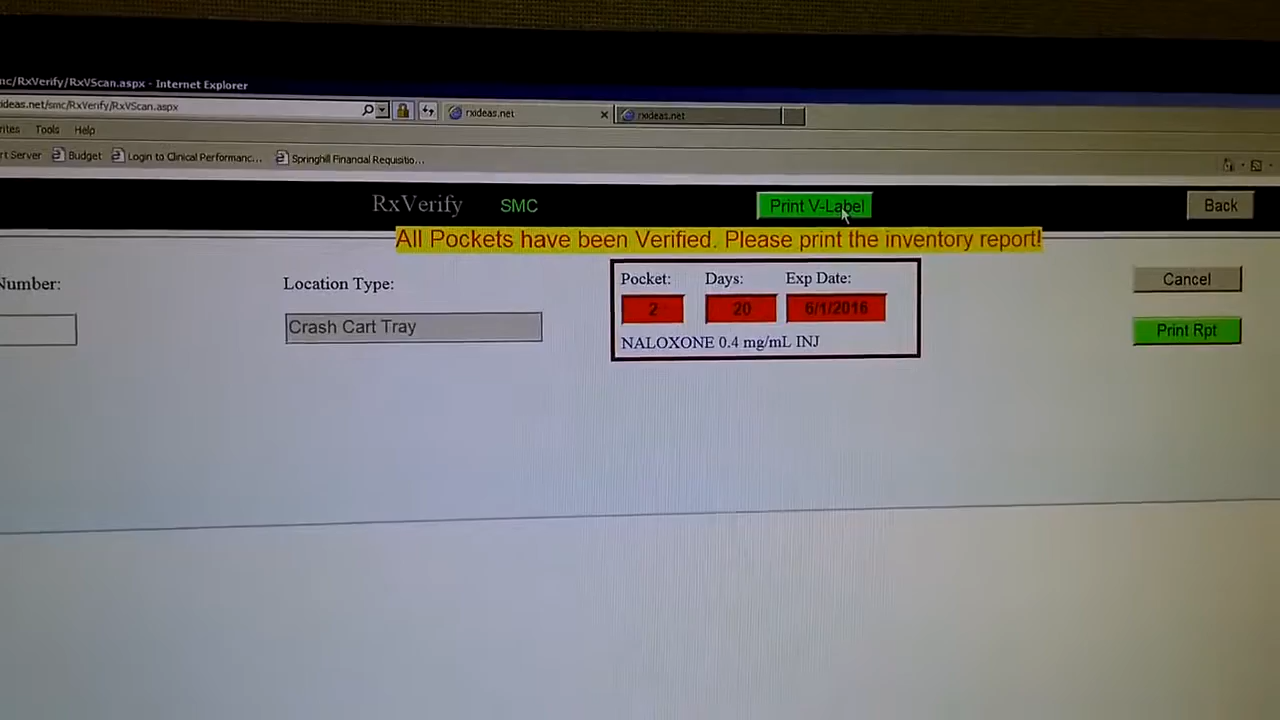 nc/RxVerify/RxVScan.aspx - Internet Explorer
ideas.net/smc/RxVerify/RxVScan.aspx
rxideas.net
rxideas.net
rites Tools Help
rt Server Budget Login to Clinical Performanc... Springhill Financial Requisitio...
RxVerify SMC Print V-Label Back
All Pockets have been Verified. Please print the inventory report!
Number: Location Type: Pocket: Days: Exp Date: Cancel
Crash Cart Tray 2 20 6/1/2016 Print Rpt
NALOXONE 0.4 mg/mL INJ